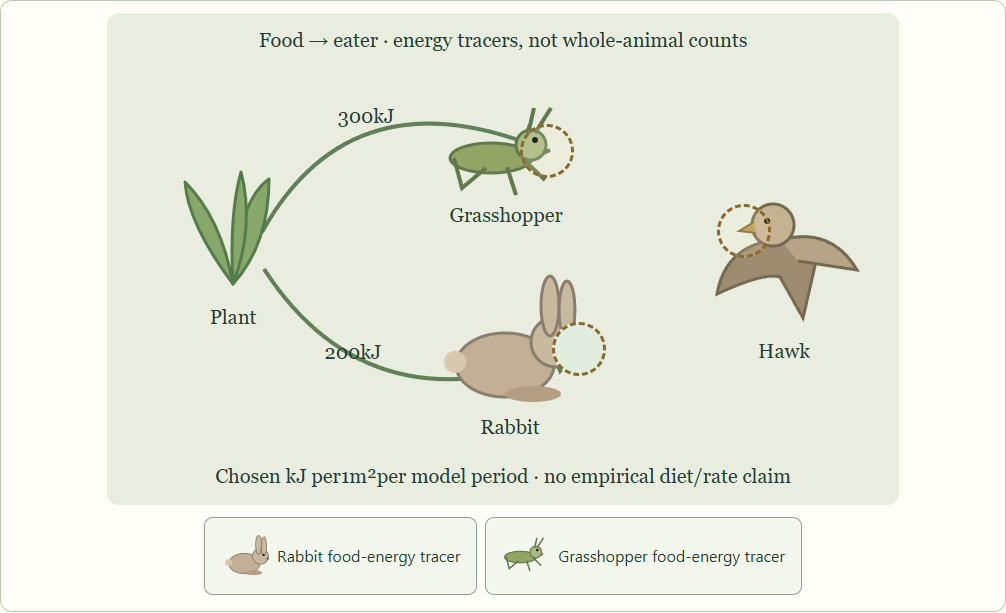 Food → eater · energy tracers, not whole-animal counts
300kJ
Grasshopper
Plant
Hawk
200kJ
Rabbit
Chosen kJ per1m²per model period · no empirical diet/rate claim
Rabbit food-energy tracer
Grasshopper food-energy tracer